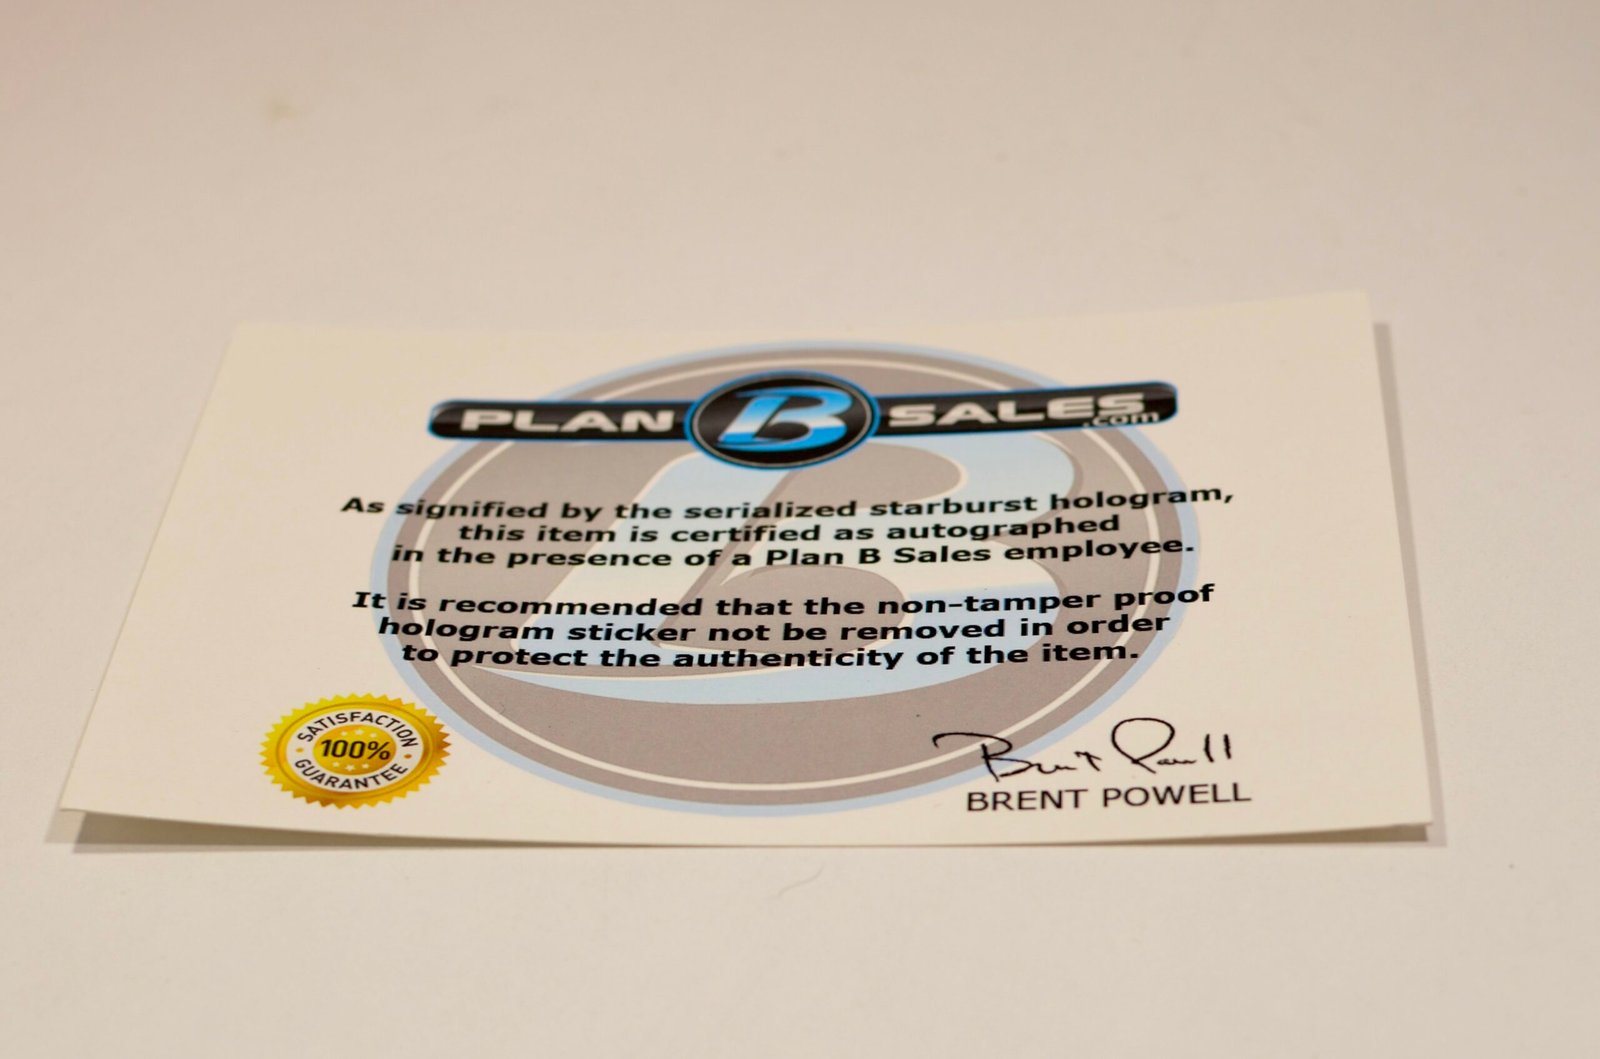 PLAN B SALES
.com
As signified by the serialized starburst hologram,
this item is certified as autographed
in the presence of a Plan B Sales employee.
It is recommended that the non-tamper proof
hologram sticker not be removed in order
to protect the authenticity of the item.
SATISFACTION
100%
GUARANTEE
Brent Powell
BRENT POWELL